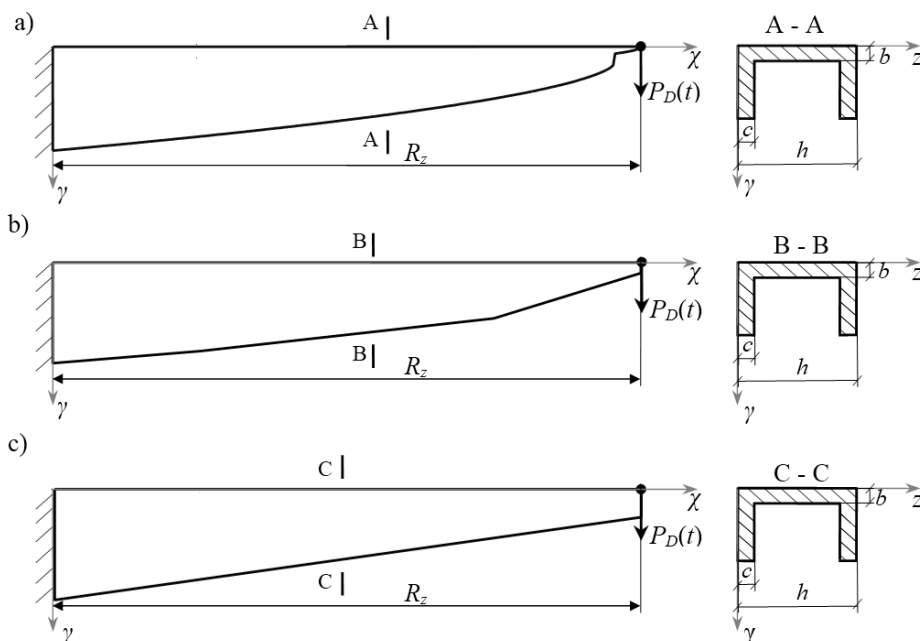 a)
A
χ
P_D(t)
A
R_z
γ
A - A
z
b
c
h
γ
b)
B
χ
P_D(t)
B
R_z
γ
B - B
z
b
c
h
γ
c)
C
χ
P_D(t)
C
R_z
γ
C - C
z
b
c
h
γ